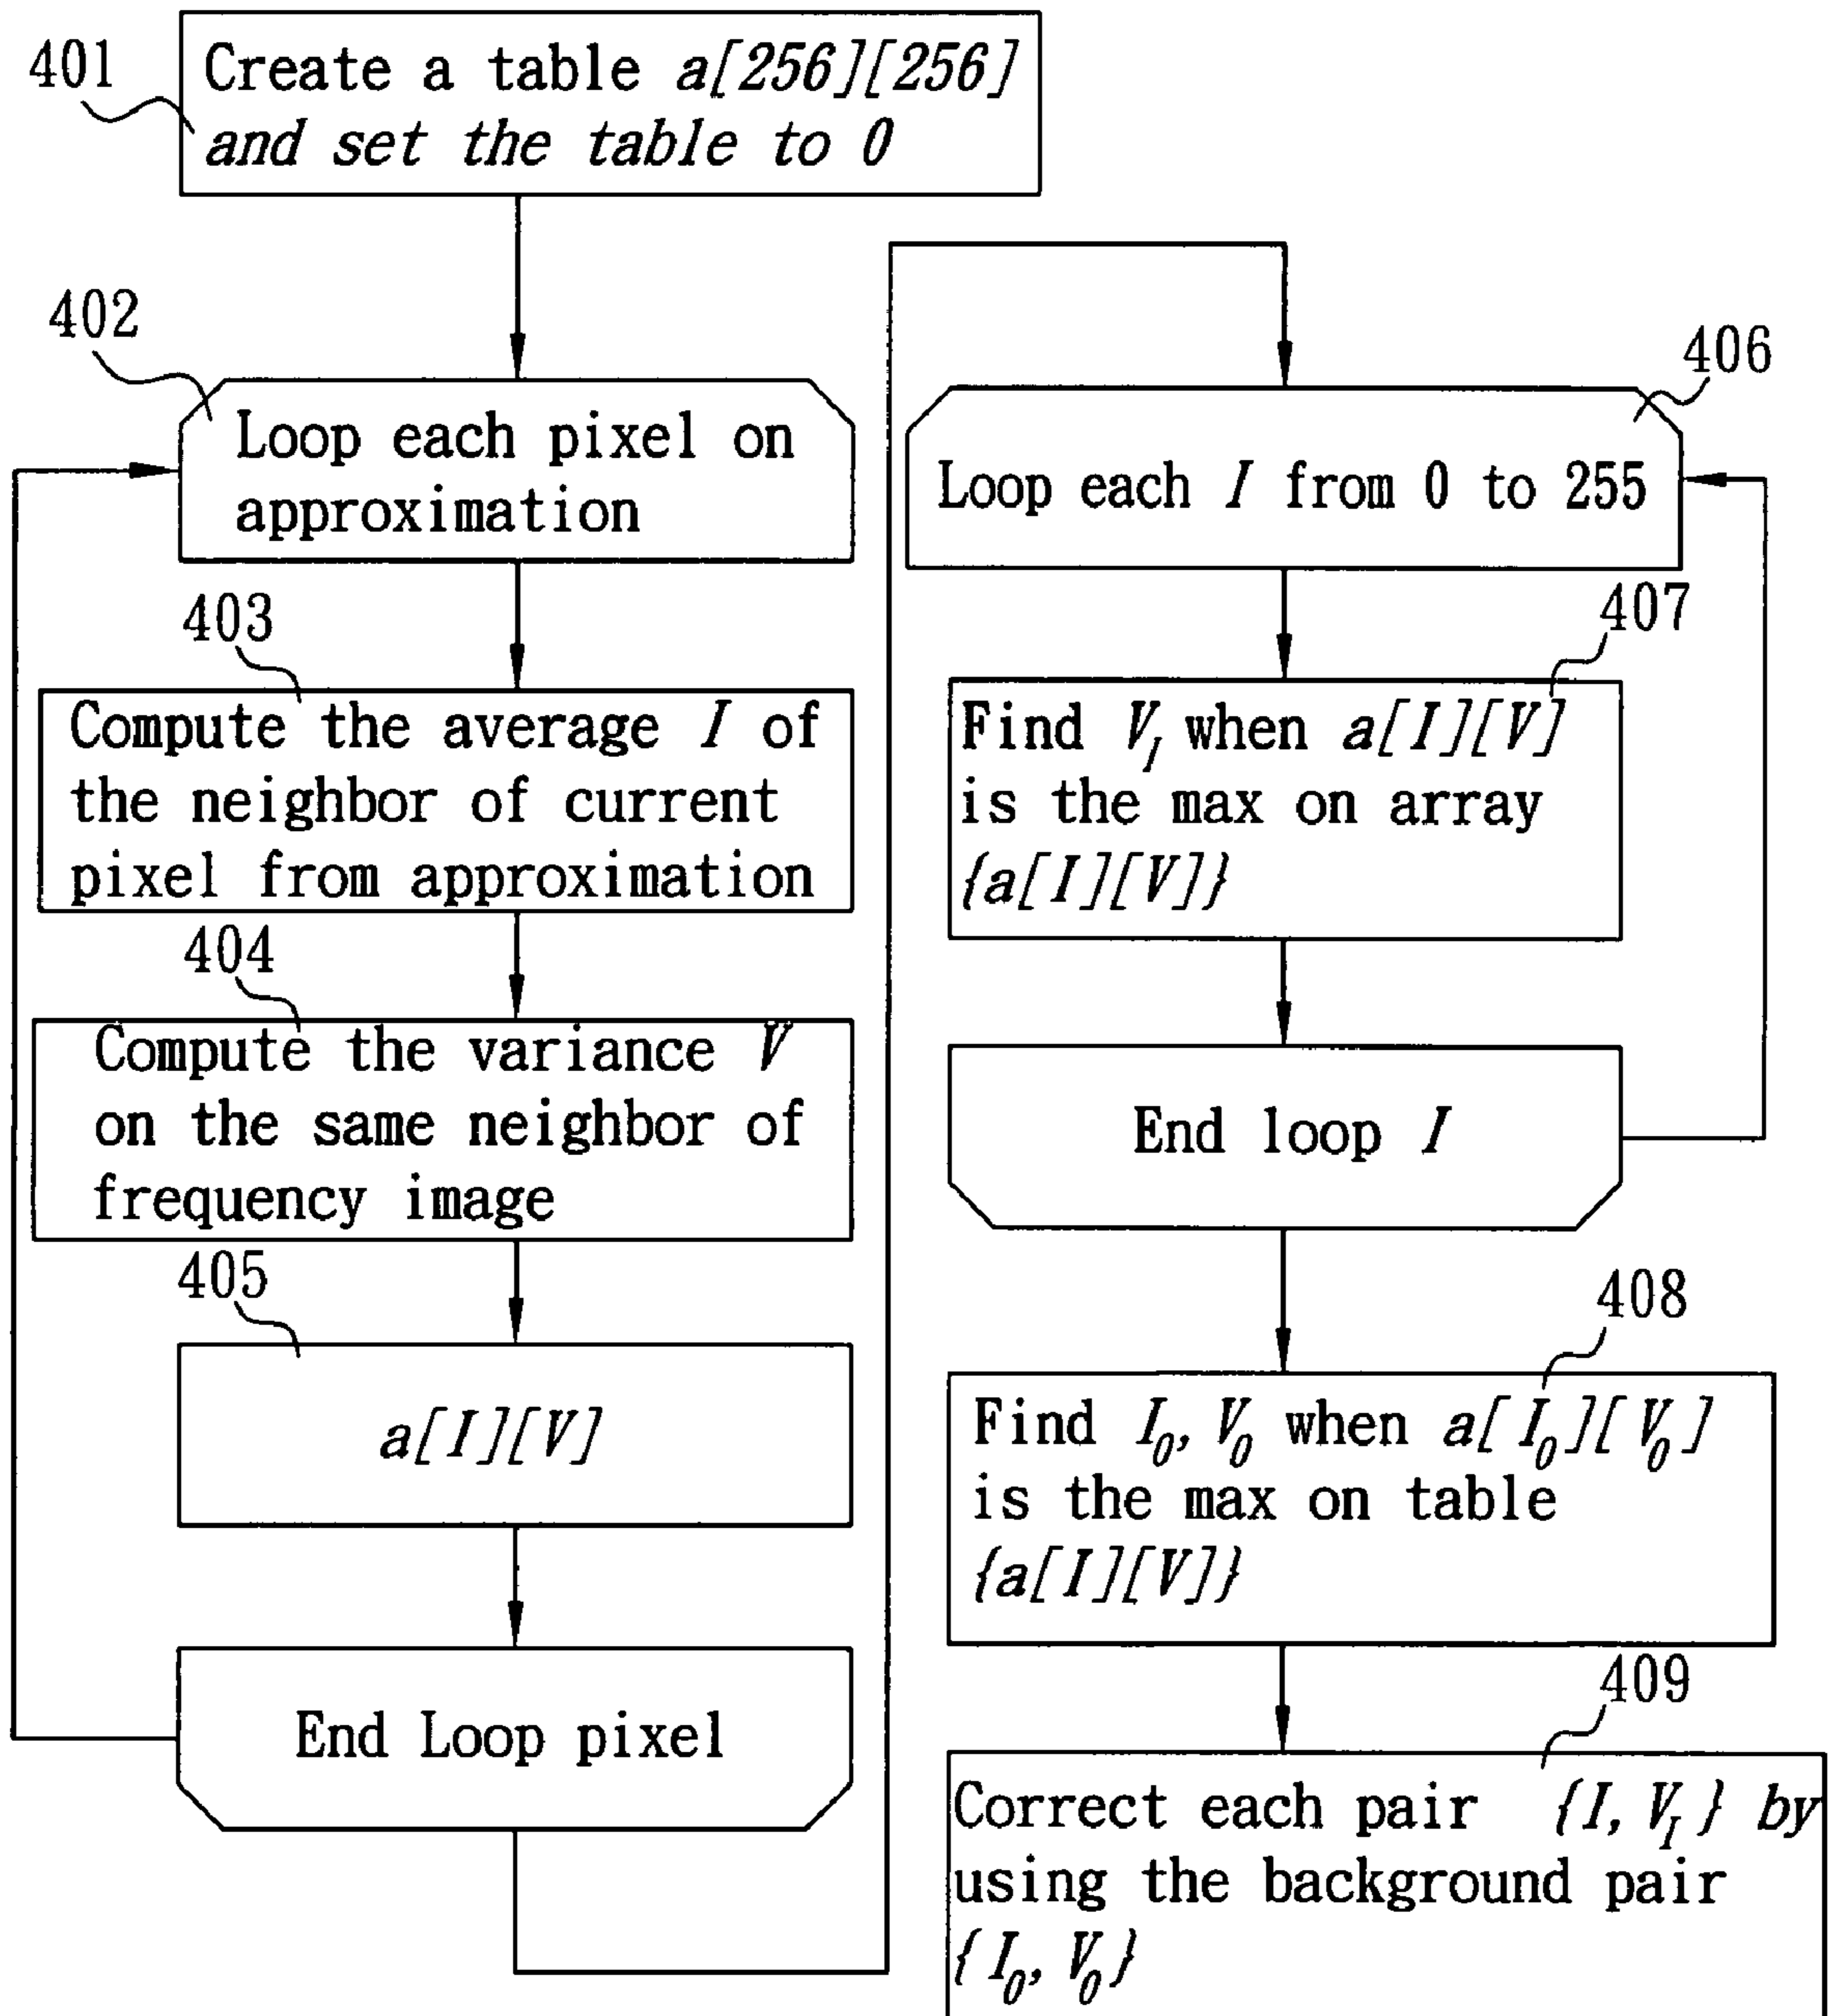 401
Create a table a[256][256]
and set the table to 0
402
Loop each pixel on
approximation
403
Compute the average I of
the neighbor of current
pixel from approximation
404
Compute the variance V
on the same neighbor of
frequency image
405
a[I][V]
End Loop pixel
406
Loop each I from 0 to 255
407
Find V_I when a[I][V]
is the max on array
{a[I][V]}
End loop I
408
Find I_0, V_0 when a[I_0][V_0]
is the max on table
{a[I][V]}
409
Correct each pair {I, V_I} by
using the background pair
{I_0, V_0}